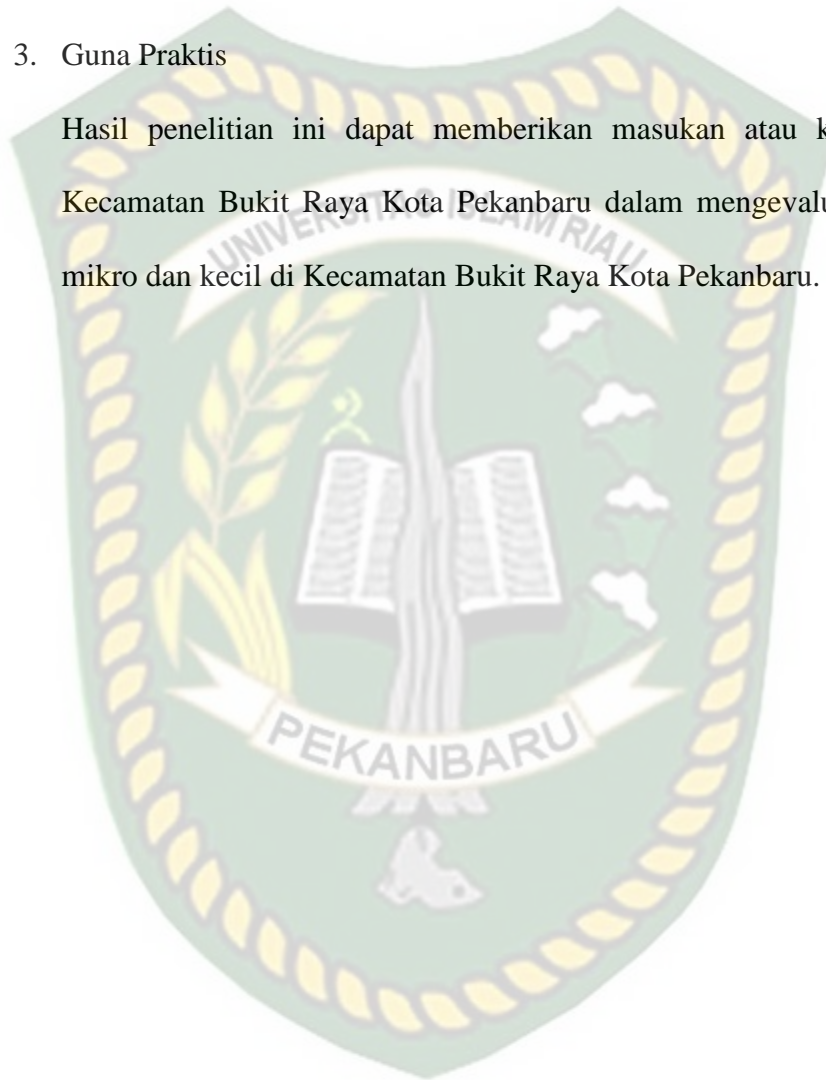 3. Guna Praktis
Hasil penelitian ini dapat memberikan masukan atau
Kecamatan Bukit Raya Kota Pekanbaru dalam
mikro dan kecil di Kecamatan Bukit Raya Kota Pekanbaru.
UNIVERSITAS ISLAM RIAU
PEKANBARU